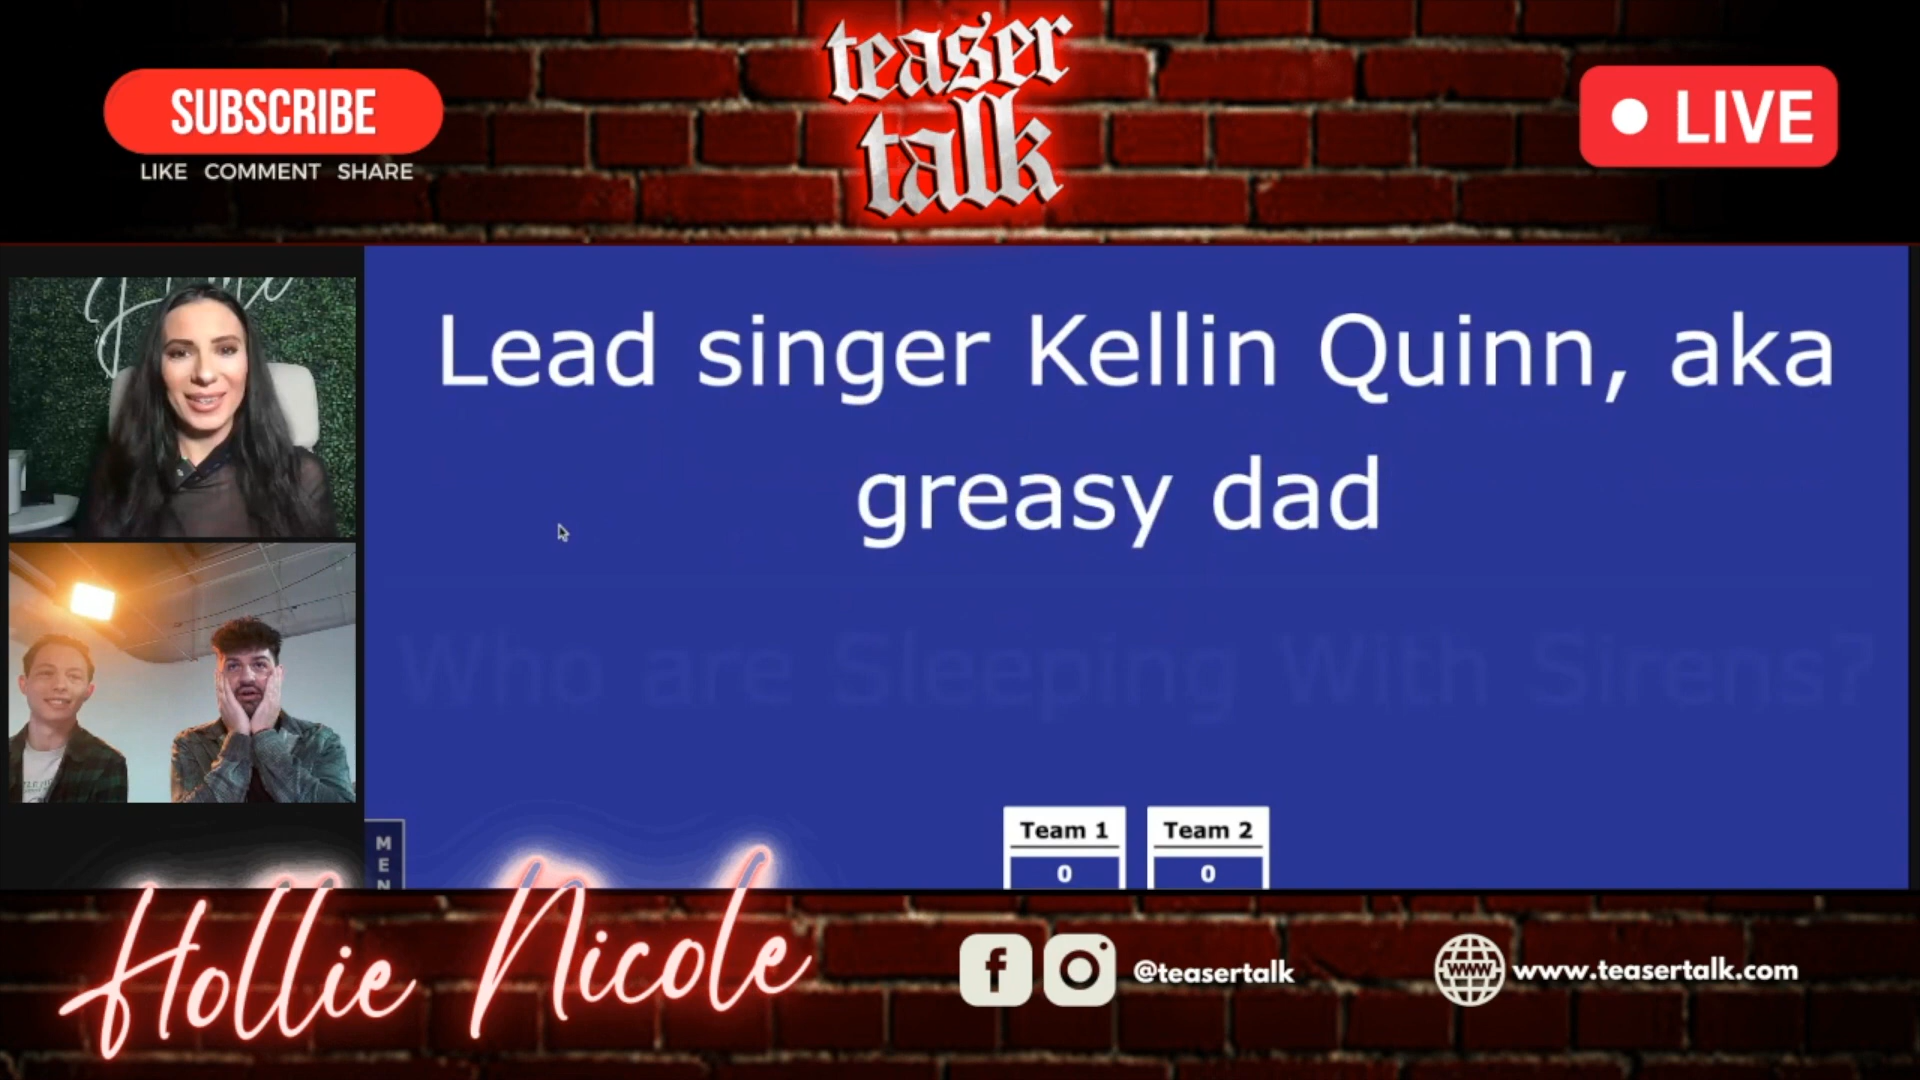 teaser
talk
SUBSCRIBE
LIKE COMMENT SHARE
LIVE
Lead singer Kellin Quinn, aka
greasy dad
Who are Sleeping With Sirens?
M
E
N
Team 1
0
Team 2
0
Hollie Nicole
@teasertalk
WWW
www.teasertalk.com